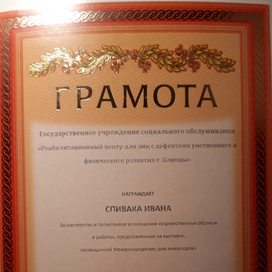 ГРАМОТА
Государственное учреждение социального обслуживания
«Реабилитационный центр для лиц с дефектами умственного и
физического развития г. Клинцы»
НАГРАЖДАЕТ
СПИВАКА ИВАНА
За мастерство и талантливое воплощение художественных образов
в работах, представленных на выставке,
посвященной Международному дню инвалидов